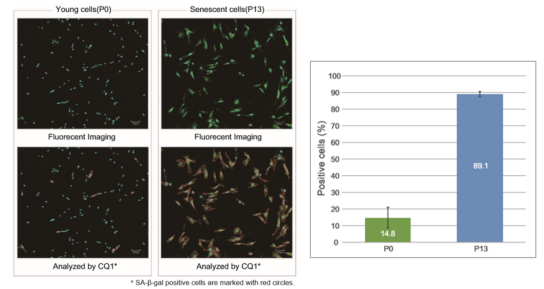 Young cells(P0)
Senescent cells(P13)
Fluorecent Imaging
Fluorecent Imaging
Analyzed by CQ1*
Analyzed by CQ1*
* SA-β-gal positive cells are marked with red circles.
Positive cells (%)
100
90
80
70
60
50
40
30
20
10
0
14.8
89.1
P0
P13